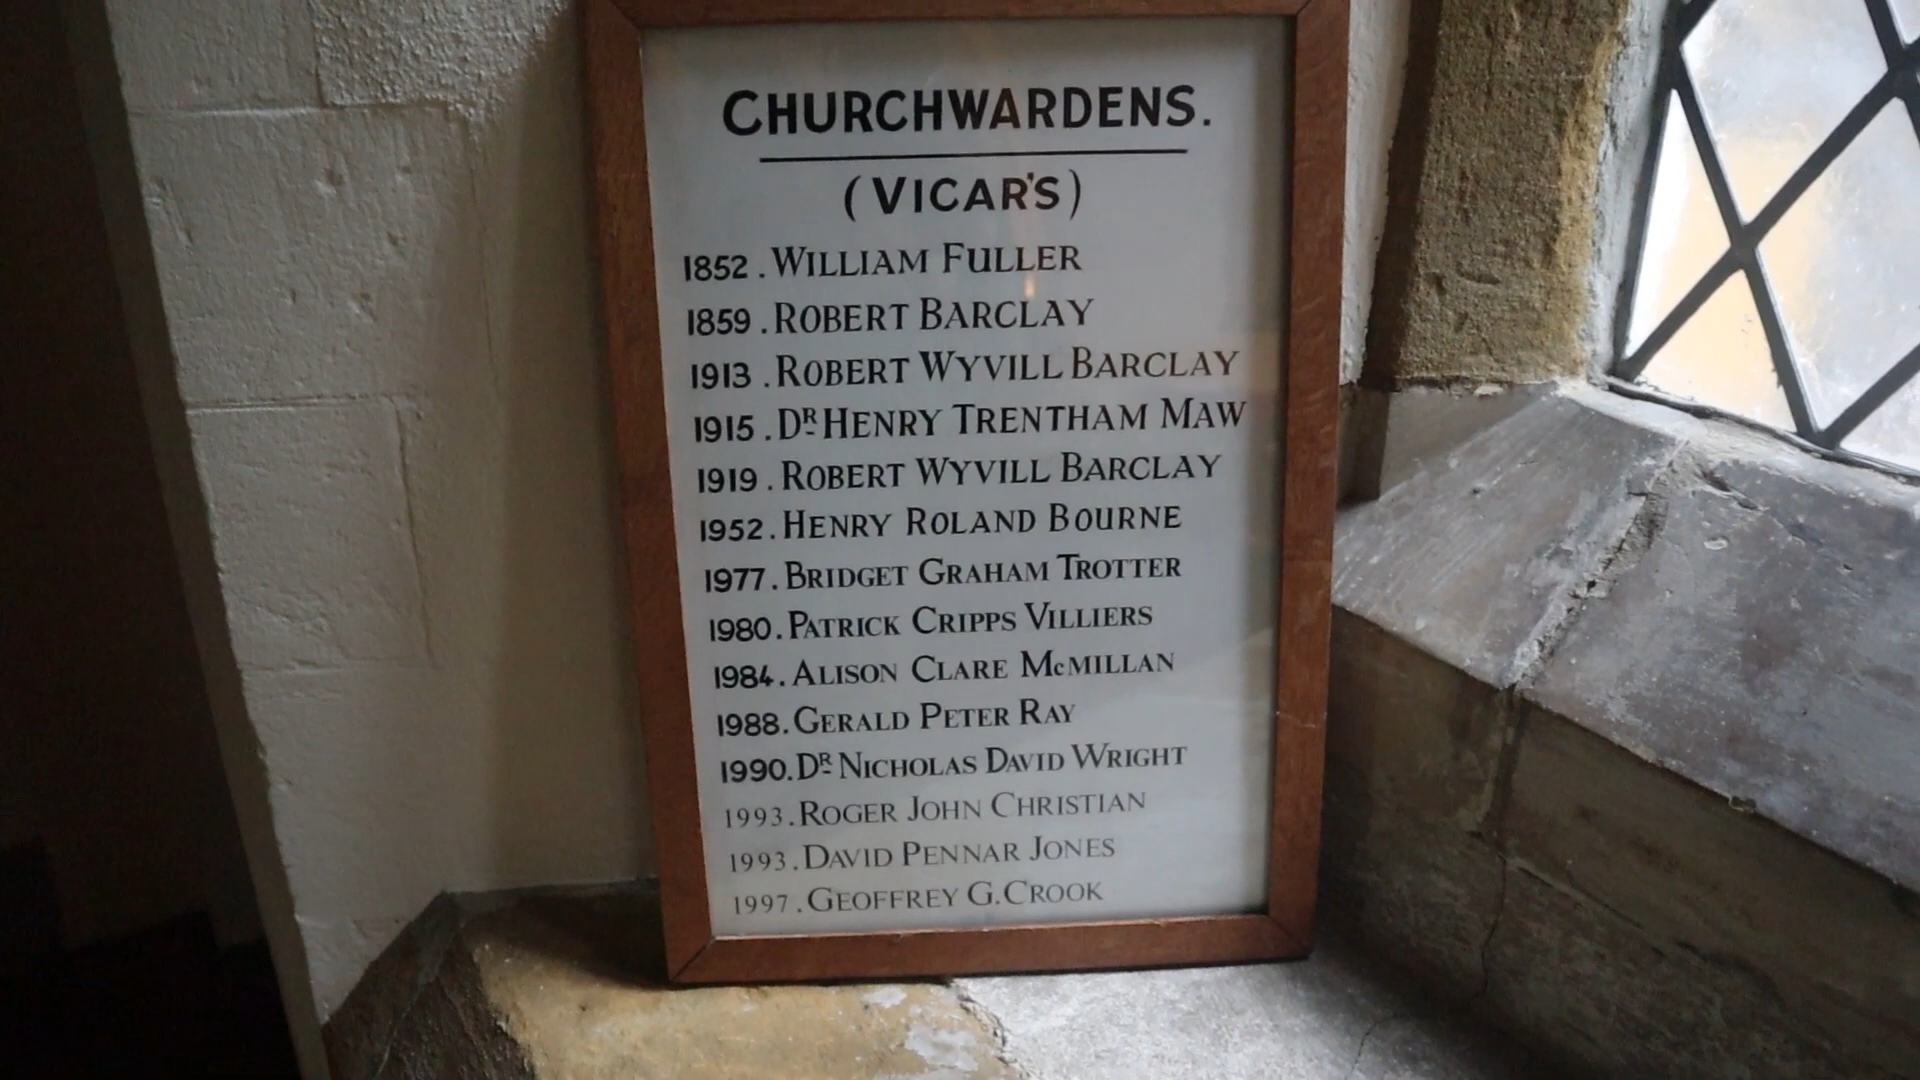 CHURCHWARDENS.
(VICAR'S)
1852. WILLIAM FULLER
1859. ROBERT BARCLAY
1913. ROBERT WYVILL BARCLAY
1915. DR HENRY TRENTHAM MAW
1919. ROBERT WYVILL BARCLAY
1952. HENRY ROLAND BOURNE
1977. BRIDGET GRAHAM TROTTER
1980. PATRICK CRIPPS VILLIERS
1984. ALISON CLARE McMILLAN
1988. GERALD PETER RAY
1990. DR NICHOLAS DAVID WRIGHT
1993. ROGER JOHN CHRISTIAN
1993. DAVID PENNAR JONES
1997. GEOFFREY G. CROOK